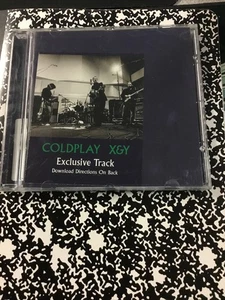 COLDPLAY X&Y
Exclusive Track
Download Directions On Back